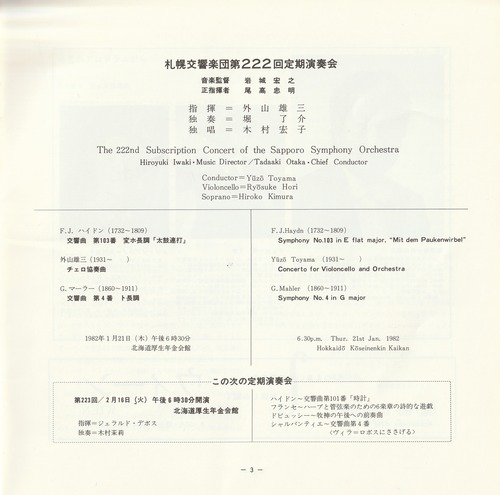 札幌交響楽団第222回定期演奏会
音楽監督　岩城宏之
正指揮者　尾高忠明
指揮＝外山雄三
独奏＝堀了介
独唱＝木村宏子
The 222nd Subscription Concert of the Sapporo Symphony Orchestra
Hiroyuki Iwaki・Music Director／Tadaaki Otaka・Chief Conductor
Conductor＝Yūzō Toyama
Violoncello＝Ryōsuke Hori
Soprano＝Hiroko Kimura
F.J. ハイドン（1732〜1809）
交響曲　第103番　変ホ長調「太鼓連打」
外山雄三（1931〜　　）
チェロ協奏曲
G. マーラー（1860〜1911）
交響曲　第4番　ト長調
1982年1月21日（木）午後6時30分
北海道厚生年金会館
F.J.Haydn（1732〜1809）
Symphony No.103 in E flat major, “Mit dem Paukenwirbel”
Yūzō Toyama（1931〜　　）
Concerto for Violoncello and Orchestra
G.Mahler（1860〜1911）
Symphony No.4 in G major
6.30p.m. Thur. 21st Jan, 1982
Hokkaidō Kōseinenkin Kaikan
この次の定期演奏会
第223回／2月16日（火）午後6時30分開演
北海道厚生年金会館
指揮＝ジェラルド・デポス
独奏＝木村茉莉
ハイドン〜交響曲第101番「時計」
フランセ〜ハープと管弦楽のための6楽章の詩的な遊戯
ドビュッシー〜牧神の午後への前奏曲
シャルパンティエ〜交響曲第4番
（ヴィラ＝ロボスにささげる）
— 3 —